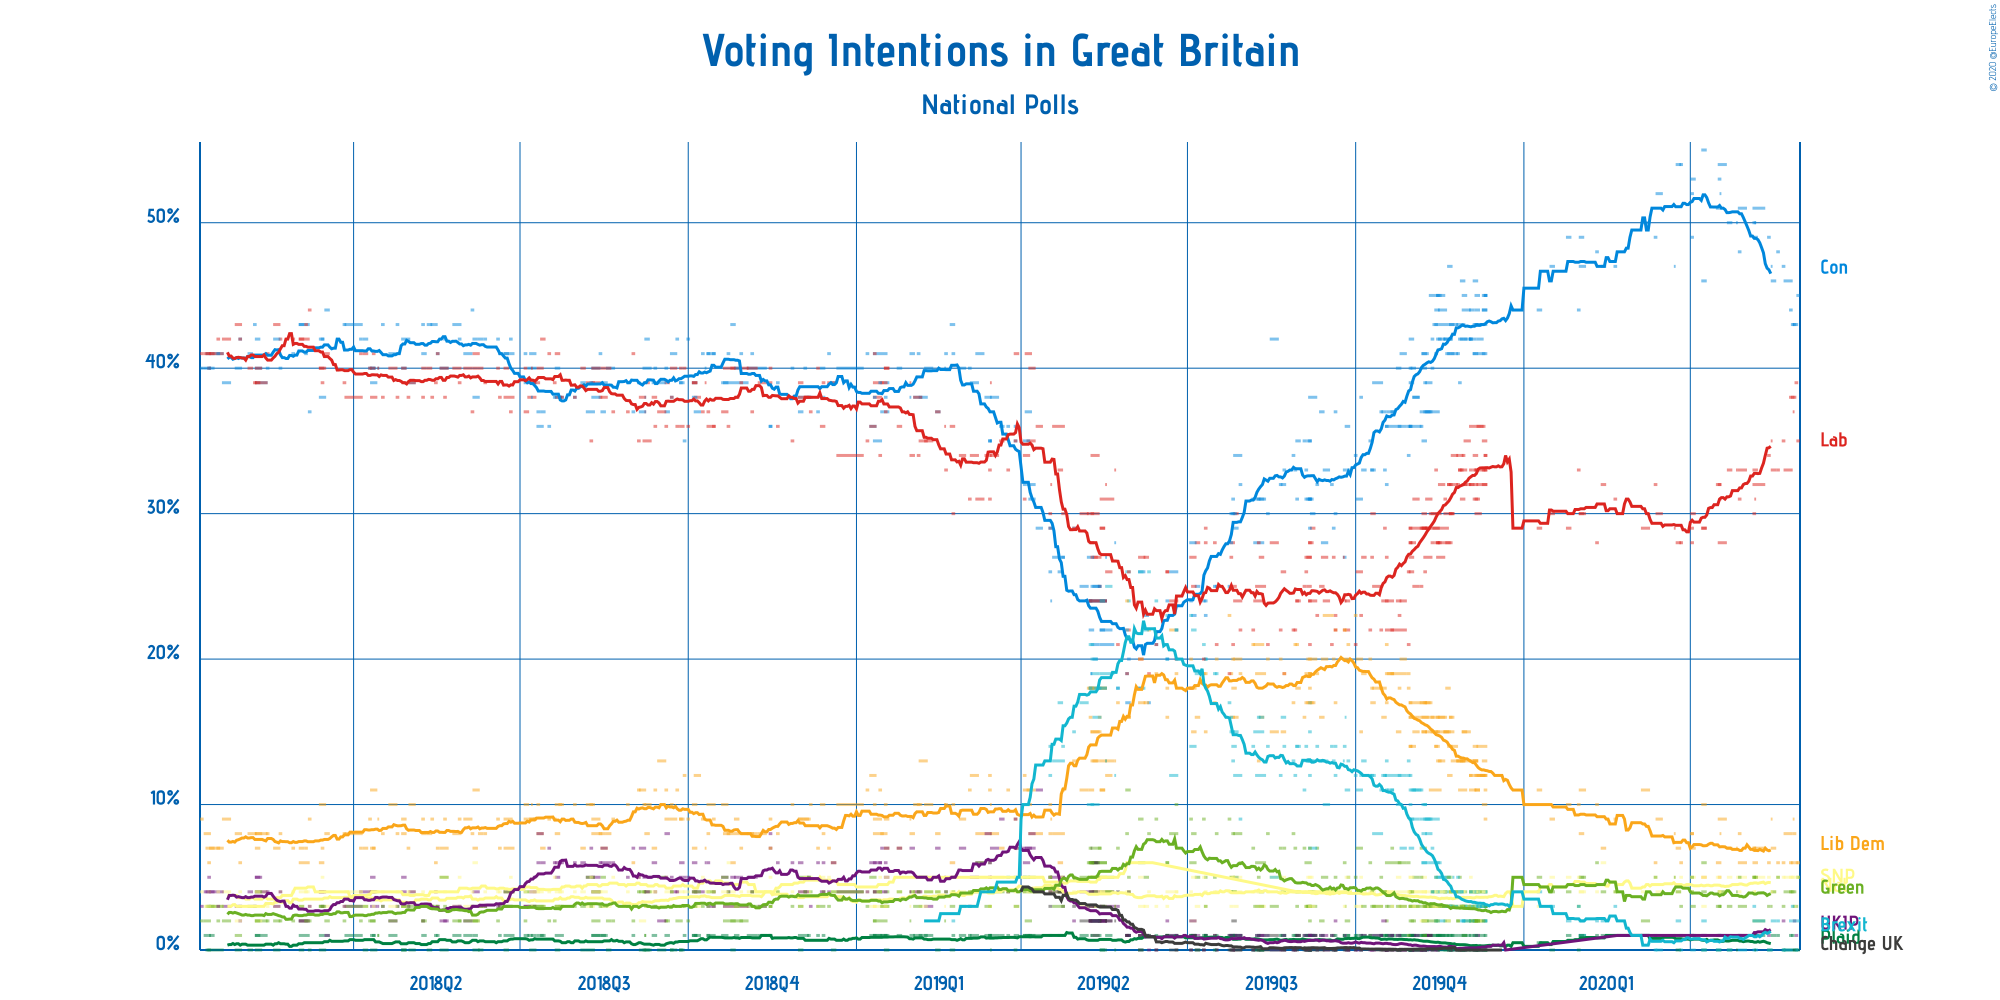 © 2020 @EuropeElects
Voting Intentions in Great Britain
National Polls
50%
40%
30%
20%
10%
0%
Con
Lab
Lib Dem
SNP
Green
UKIP
Brexit
Plaid
Change UK
2018Q2 2018Q3 2018Q4 2019Q1 2019Q2 2019Q3 2019Q4 2020Q1